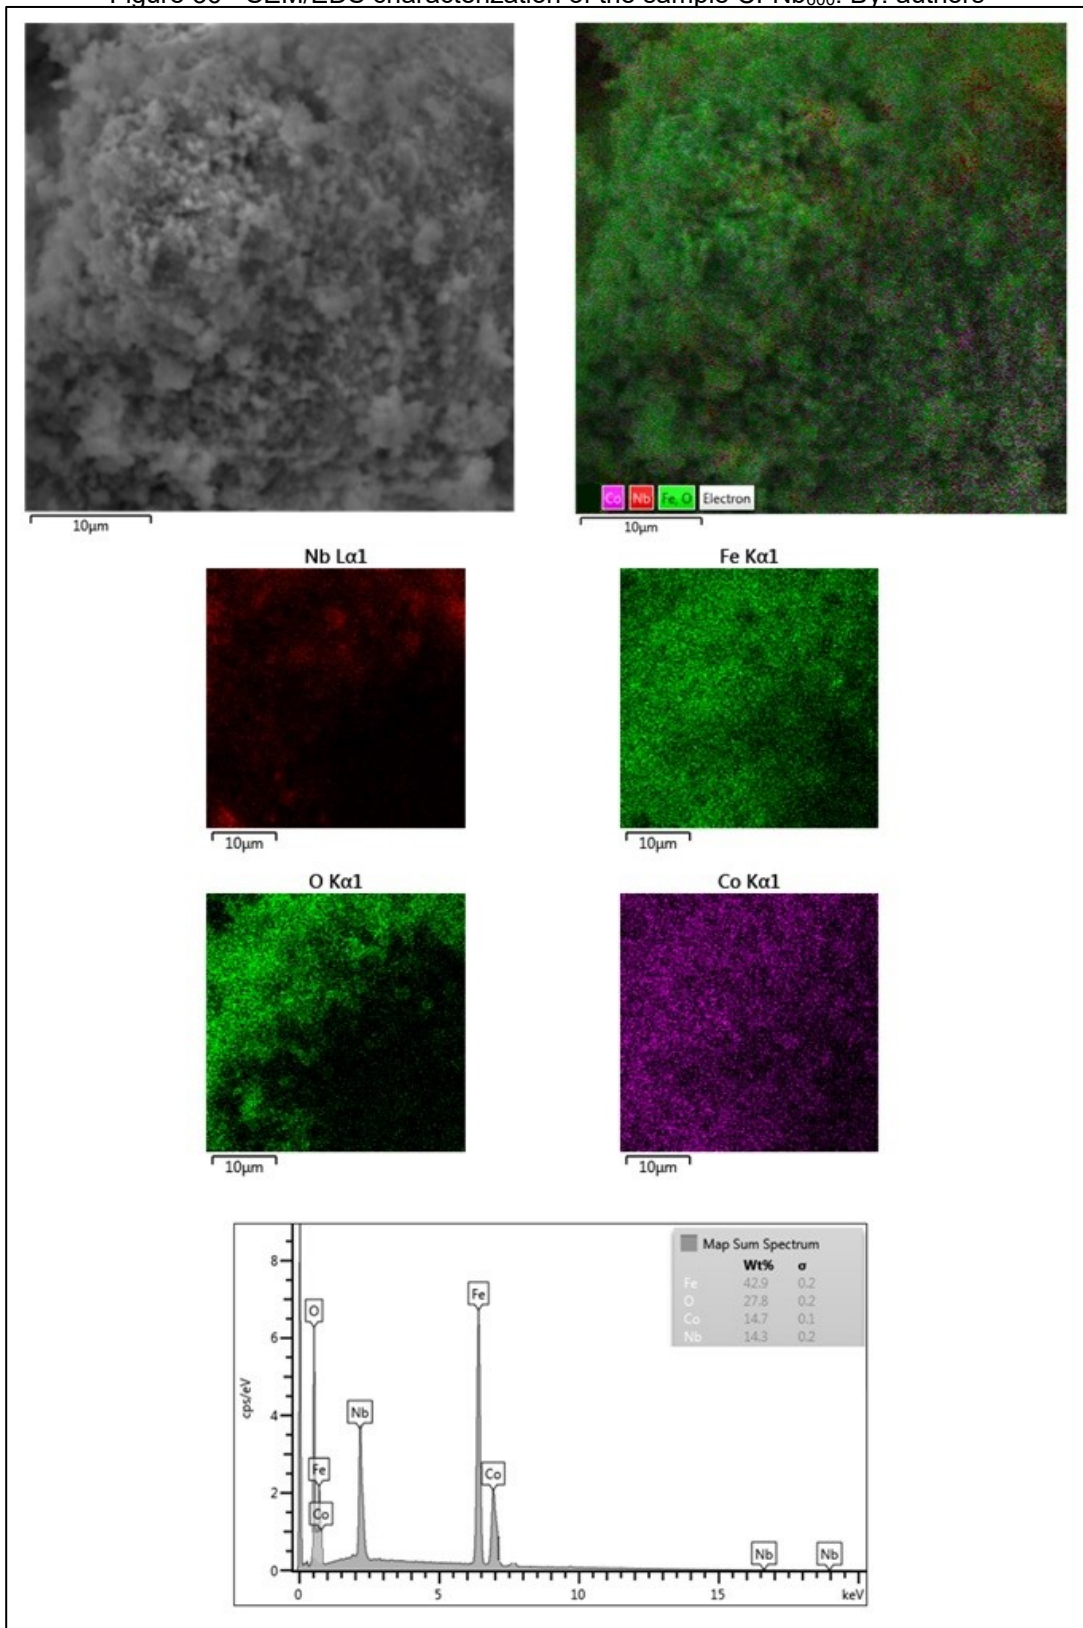 10µm
Co Nb Fe, O Electron
10µm
Nb Lα1
Fe Kα1
10µm
10µm
O Kα1
Co Kα1
10µm
10µm
Map Sum Spectrum
Wt% σ
Fe 42.9 0.2
O 27.8 0.2
Co 14.7 0.1
Nb 14.3 0.2
cps/eV
8
6
4
2
0
O
Fe
Co
Nb
Fe
Co
Nb
Nb
0 5 10 15 keV